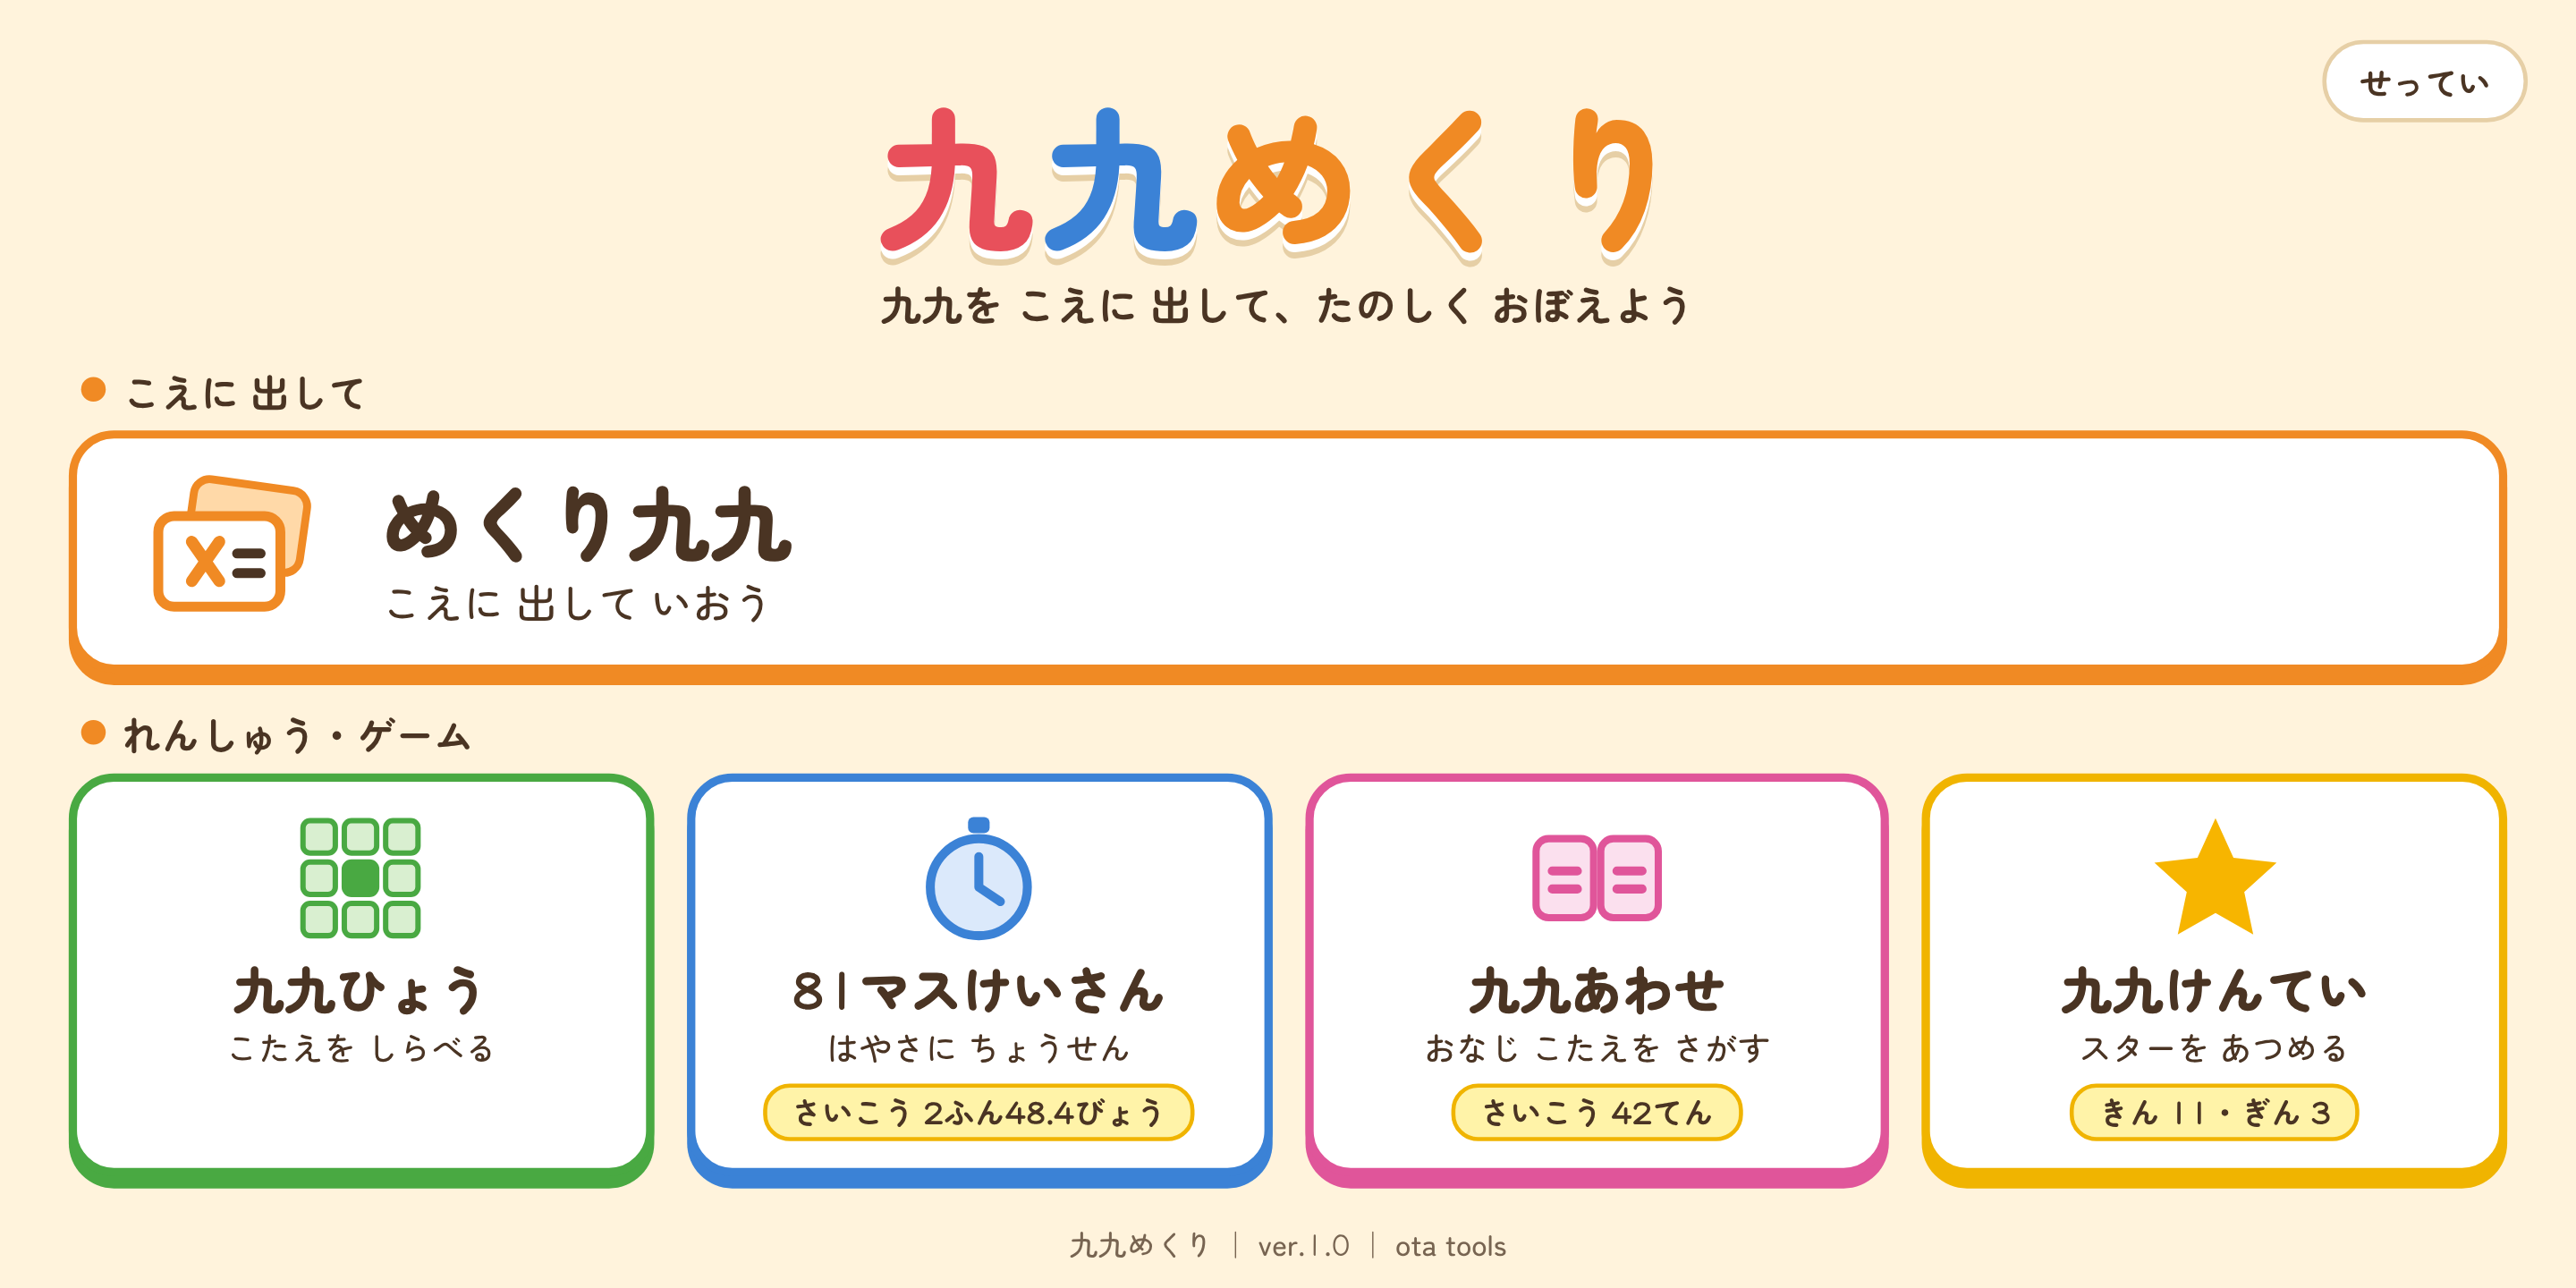 せってい
九九めくり
九九を こえに 出して、たのしく おぼえよう
こえに 出して
x=
めくり九九
こえに 出して いおう
れんしゅう・ゲーム
九九ひょう
こたえを しらべる
81マスけいさん
はやさに ちょうせん
さいこう 2ふん48.4びょう
九九あわせ
おなじ こたえを さがす
さいこう 42てん
九九けんてい
スターを あつめる
きん 11・ぎん 3
九九めくり | ver.1.0 | ota tools